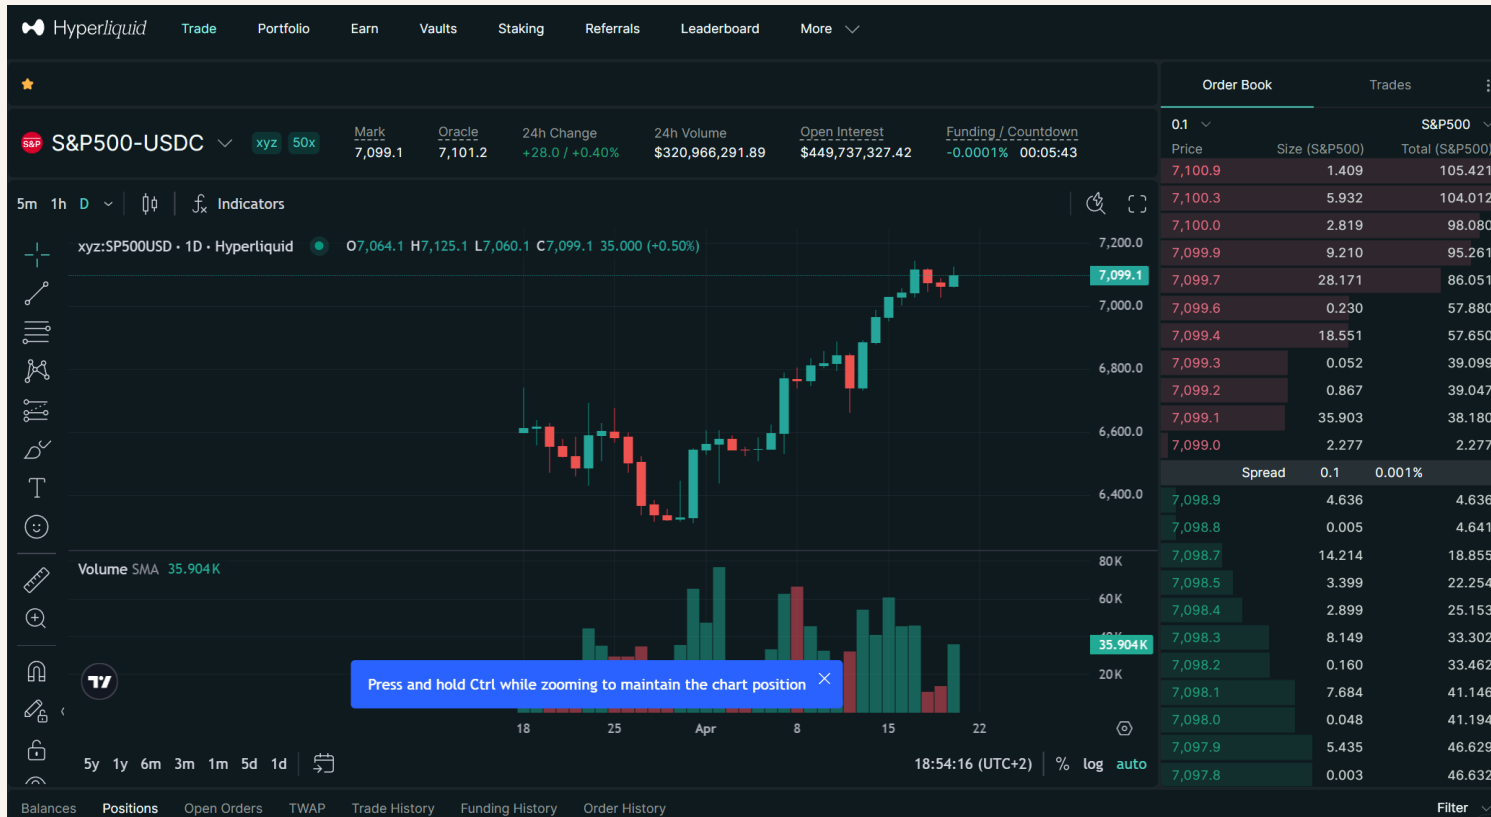 Hyperliquid Trade Portfolio Earn Vaults Staking Referrals Leaderboard More
S&P S&P500-USDC xyz 50x
Mark Oracle 24h Change 24h Volume Open Interest Funding / Countdown
7,099.1 7,101.2 +28.0 / +0.40% $320,966,291.89 $449,737,327.42 -0.0001% 00:05:43
5m 1h D Indicators
xyz:SP500USD · 1D · Hyperliquid O7,064.1 H7,125.1 L7,060.1 C7,099.1 35.000 (+0.50%)
7,200.0
7,099.1
7,000.0
6,800.0
6,600.0
6,400.0
Volume SMA 35.904K
80K
60K
35.904K
20K
Press and hold Ctrl while zooming to maintain the chart position
18 25 Apr 8 15 22
5y 1y 6m 3m 1m 5d 1d 18:54:16 (UTC+2) % log auto
Order Book Trades
0.1 S&P500
Price Size (S&P500) Total (S&P500)
7,100.9 1.409 105.421
7,100.3 5.932 104.012
7,100.0 2.819 98.080
7,099.9 9.210 95.261
7,099.7 28.171 86.051
7,099.6 0.230 57.880
7,099.4 18.551 57.650
7,099.3 0.052 39.099
7,099.2 0.867 39.047
7,099.1 35.903 38.180
7,099.0 2.277 2.277
Spread 0.1 0.001%
7,098.9 4.636 4.636
7,098.8 0.005 4.641
7,098.7 14.214 18.855
7,098.5 3.399 22.254
7,098.4 2.899 25.153
7,098.3 8.149 33.302
7,098.2 0.160 33.462
7,098.1 7.684 41.146
7,098.0 0.048 41.194
7,097.9 5.435 46.629
7,097.8 0.003 46.632
Balances Positions Open Orders TWAP Trade History Funding History Order History Filter